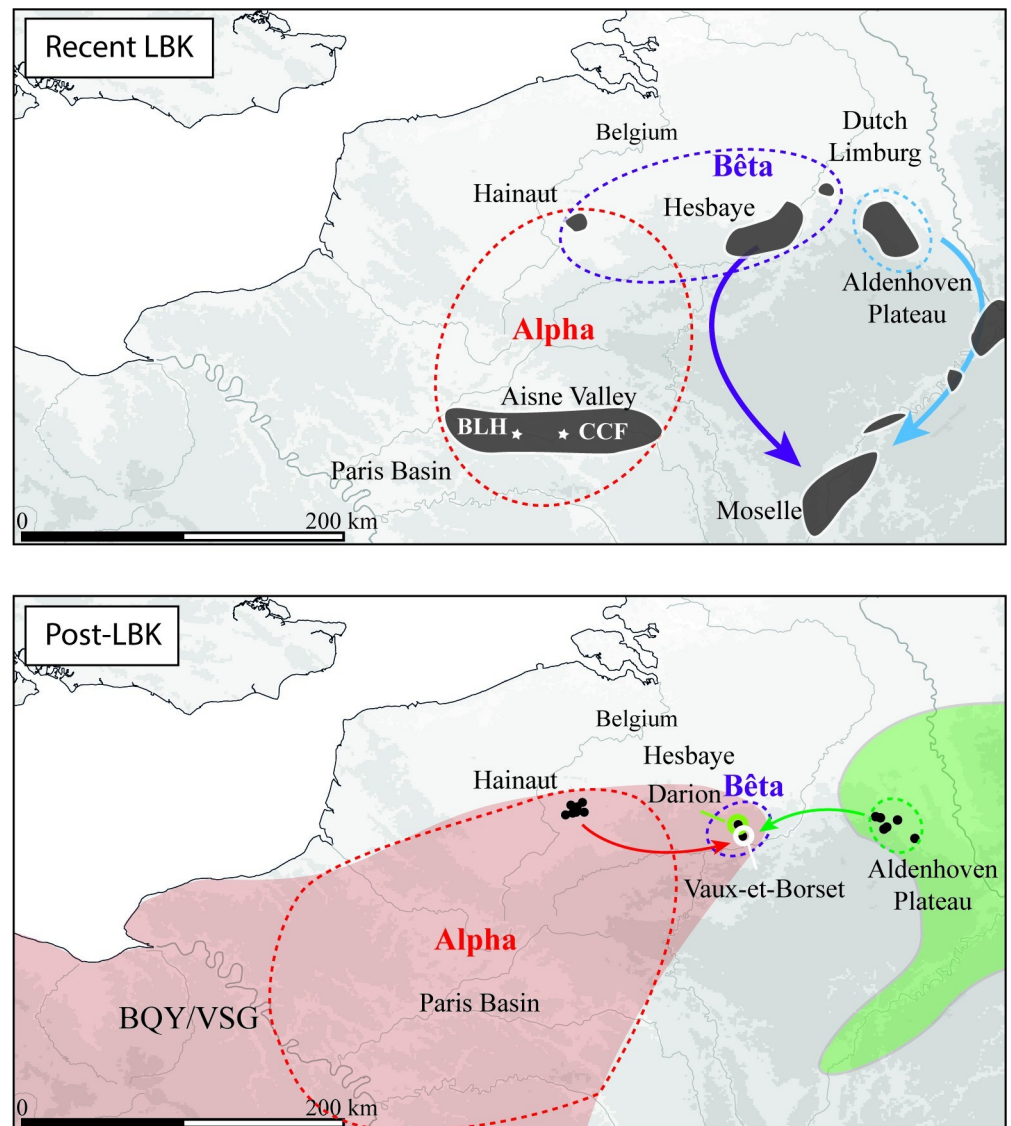 Recent LBK
Belgium
Dutch
Limburg
Bêta
Hainaut
Hesbaye
Aldenhoven
Plateau
Alpha
Aisne Valley
BLH
CCF
Paris Basin
Moselle
0
200 km
Post-LBK
Belgium
Hesbaye
Hainaut
Bêta
Darion
Aldenhoven
Plateau
Vaux-et-Borset
Alpha
Paris Basin
BQY/VSG
0
200 km